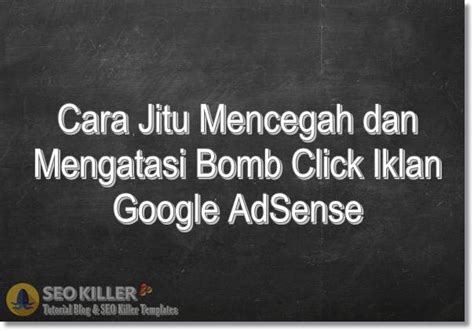 Cara Jitu Mencegah dan
Mengatasi Bomb Click Iklan
Google AdSense
SEO KILLER
Tutorial Blog & SEO Killer Templates